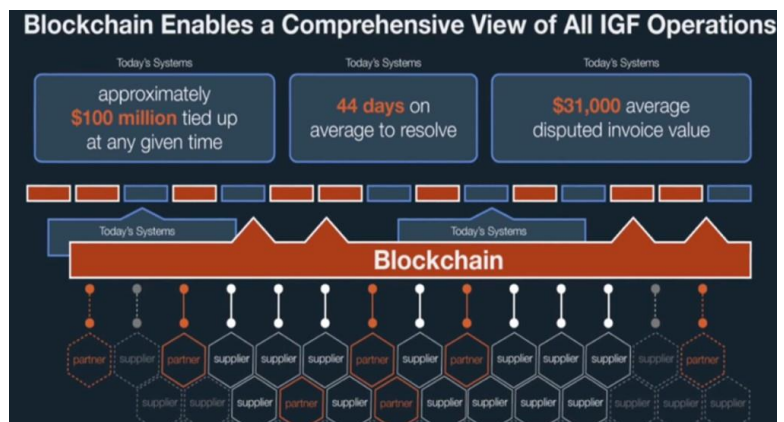 Blockchain Enables a Comprehensive View of All IGF Operations
Today's Systems
approximately
$100 million tied up
at any given time
Today's Systems
44 days on
average to resolve
Today's Systems
$31,000 average
disputed invoice value
Today's Systems
Today's Systems
Blockchain
partner supplier partner supplier supplier supplier partner supplier partner supplier supplier supplier supplier partner
supplier supplier supplier partner supplier partner supplier supplier supplier supplier supplier supplier supplier